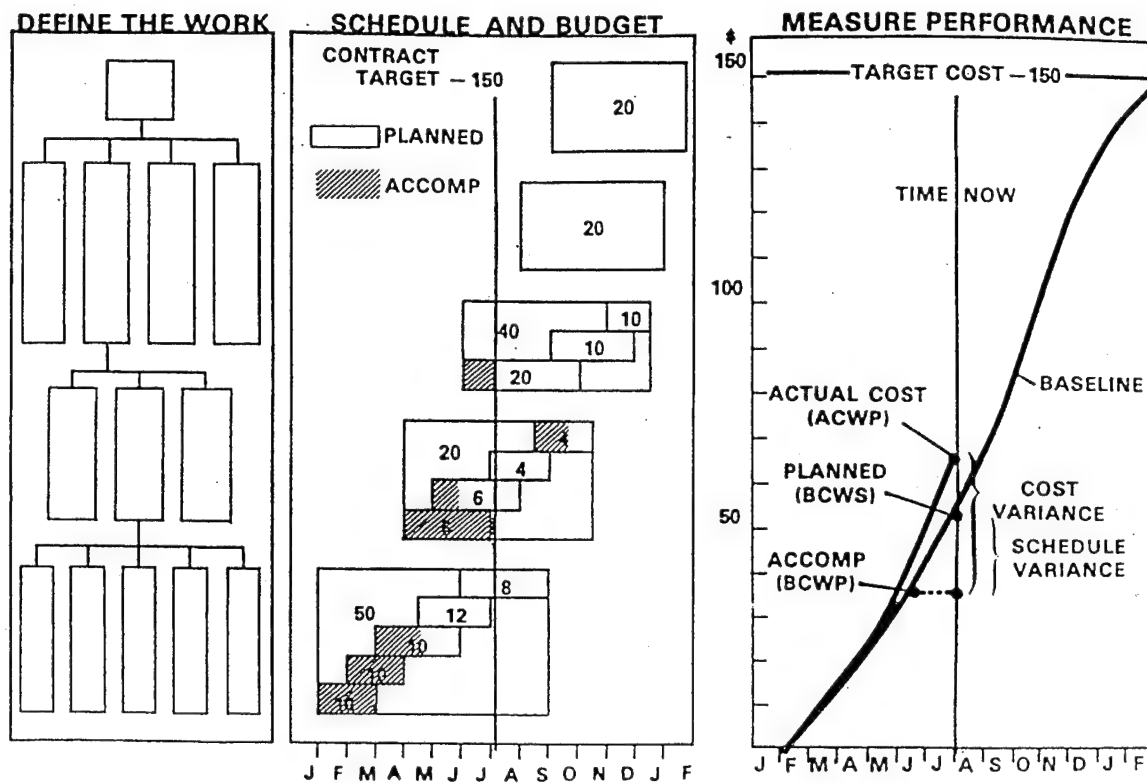 DEFINE THE WORK
SCHEDULE AND BUDGET
CONTRACT
TARGET — 150
PLANNED
ACCOMP
20
20
40
10
10
20
20
4
4
6
6
50
8
12
10
10
10
J F M A M J J A S O N D J F
MEASURE PERFORMANCE
$
150
TARGET COST — 150
TIME NOW
100
BASELINE
ACTUAL COST
(ACWP)
PLANNED
(BCWS)
50
COST
VARIANCE
ACCOMP
(BCWP)
SCHEDULE
VARIANCE
J F M A M J J A S O N D J F